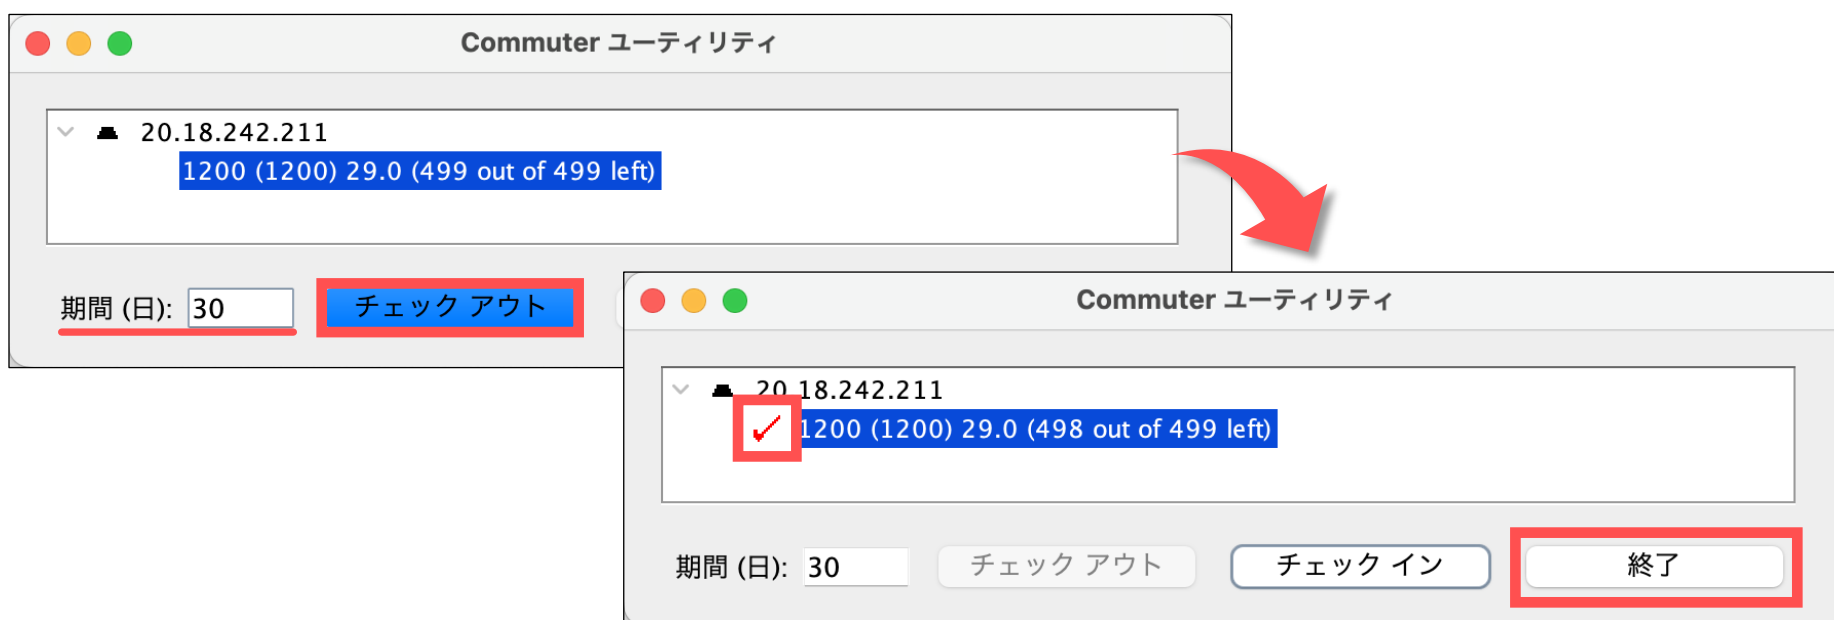 Commuter ユーティリティ
20.18.242.211
1200 (1200) 29.0 (499 out of 499 left)
期間 (日): 30 チェック アウト
Commuter ユーティリティ
20.18.242.211
1200 (1200) 29.0 (498 out of 499 left)
期間 (日): 30 チェック アウト チェック イン 終了